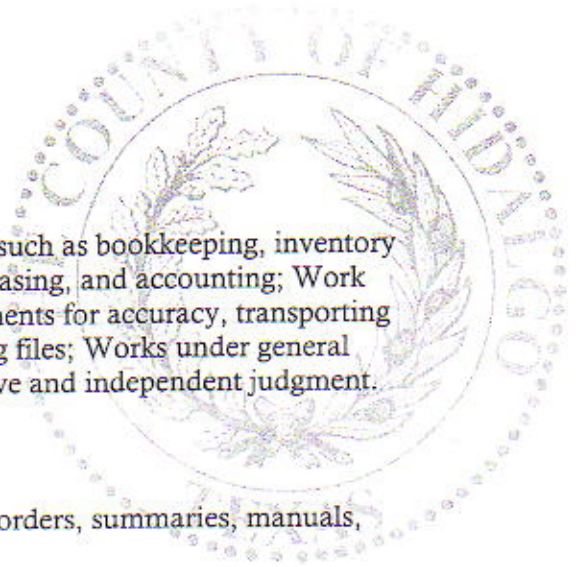 COUNTY OF HIDALGO
such as bookkeeping, inventory
asing, and accounting; Work
nents for accuracy, transporting
g files; Works under general
ve and independent judgment.
orders, summaries, manuals,